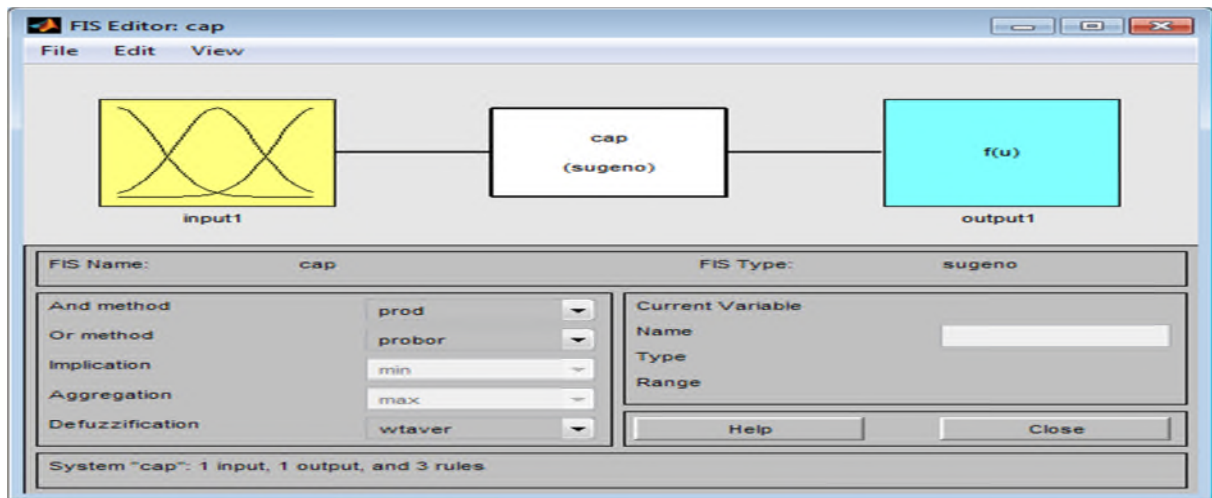 FIS Editor: cap
File Edit View
cap
(sugeno)
f(u)
input1
output1
FIS Name: cap FIS Type: sugeno
And method prod
Or method probor
Implication min
Aggregation max
Defuzzification wtaver
Current Variable
Name
Type
Range
Help Close
System "cap": 1 input, 1 output, and 3 rules